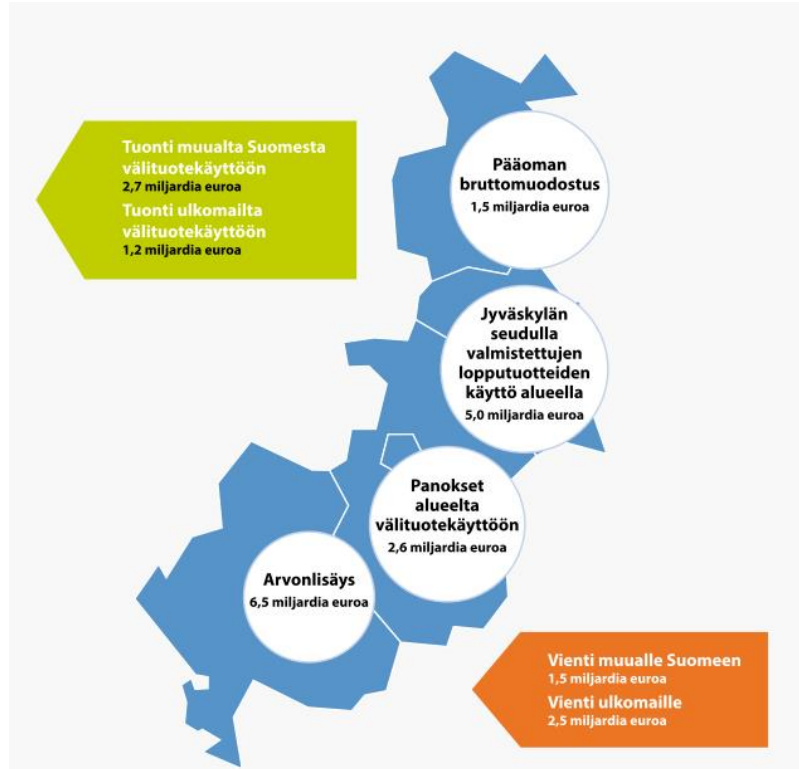 Tuonti muualta Suomesta
välituotekäyttöön
2,7 miljardia euroa
Tuonti ulkomailta
välituotekäyttöön
1,2 miljardia euroa
Pääoman
bruttomuodostus
1,5 miljardia euroa
Jyväskylän
seudulla
valmistettujen
lopputuotteiden
käyttö alueella
5,0 miljardia euroa
Panokset
alueelta
välituotekäyttöön
2,6 miljardia euroa
Arvonlisäys
6,5 miljardia euroa
Vienti muualle Suomeen
1,5 miljardia euroa
Vienti ulkomaille
2,5 miljardia euroa